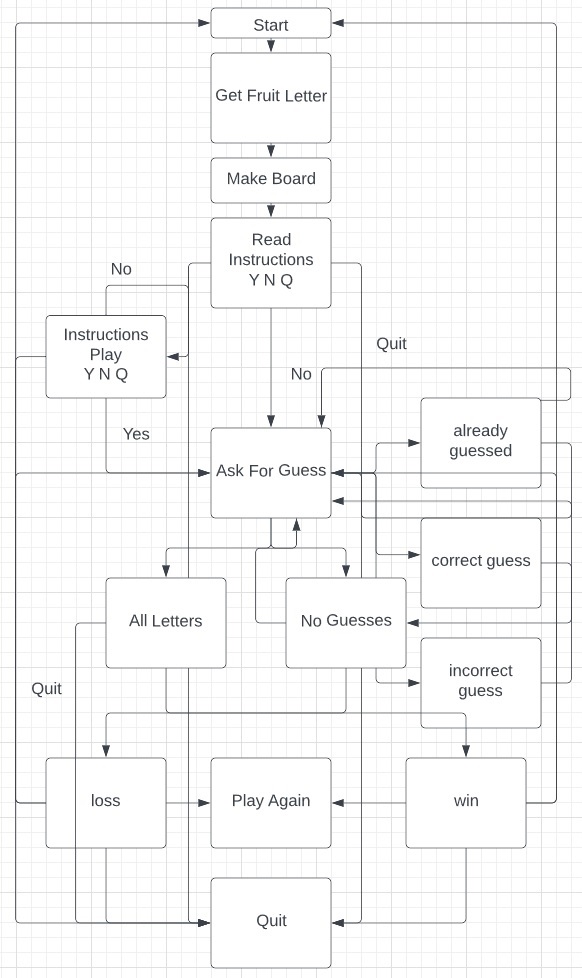 Start
Get Fruit Letter
Make Board
Read
Instructions
Y N Q
No
Instructions
Play
Y N Q
Quit
No
Yes
already
guessed
Ask For Guess
correct guess
All Letters
No Guesses
incorrect
guess
Quit
loss
Play Again
win
Quit